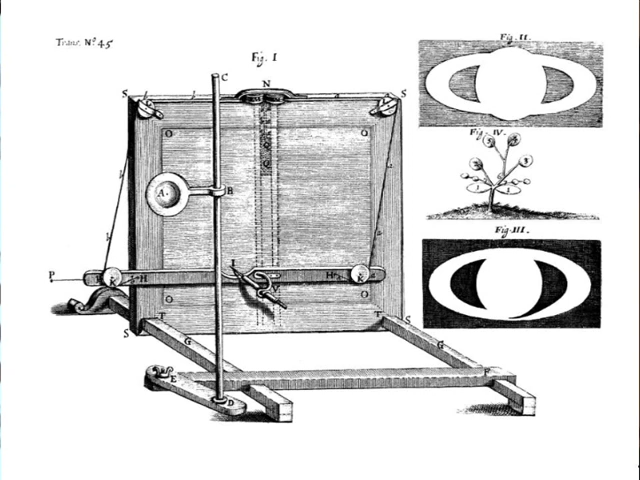 Trans. Nº 45
Fig. I
C
S
N
S
O
O
A
B
P
H
I
H
K
V
O
O
S
T
T
S
G
G
E
F
D
Fig. II.
Fig. IV.
Fig. III.